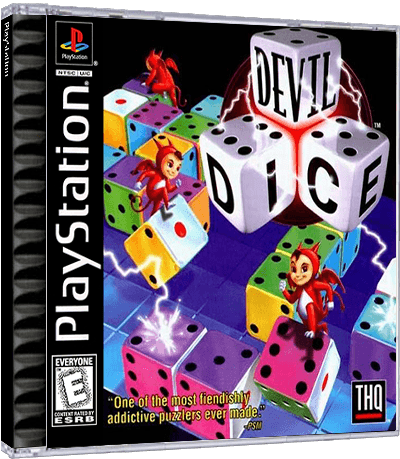 PlayStation
PlayStation
NTSC U/C
PlayStation®
DEVIL
DICE
™
EVERYONE
E
CONTENT RATED BY
ESRB
"One of the most fiendishly
addictive puzzlers ever made."
-PSM
THQ